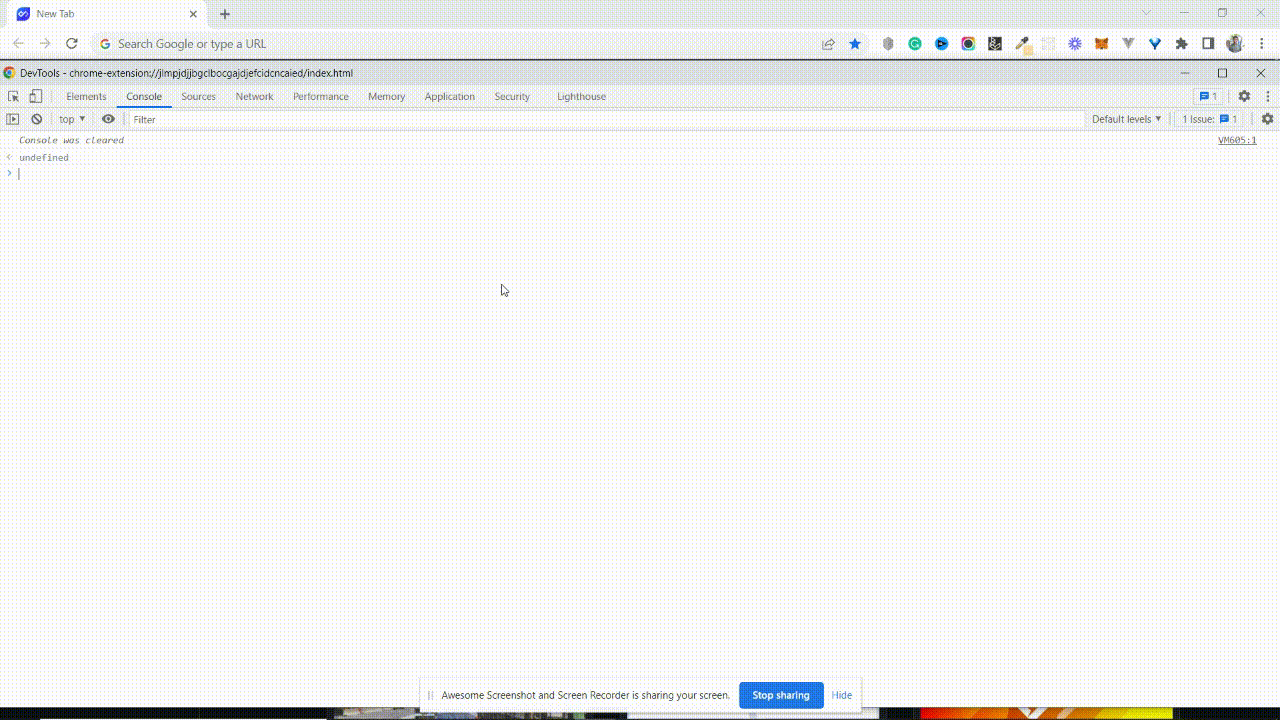 New Tab
Search Google or type a URL
DevTools - chrome-extension://jlmpjdjjbgclbocgajdjefcidcncaied/index.html
Elements Console Sources Network Performance Memory Application Security Lighthouse 1
top Filter Default levels 1 Issue: 1
Console was cleared VM605:1
undefined
Awesome Screenshot and Screen Recorder is sharing your screen. Stop sharing Hide